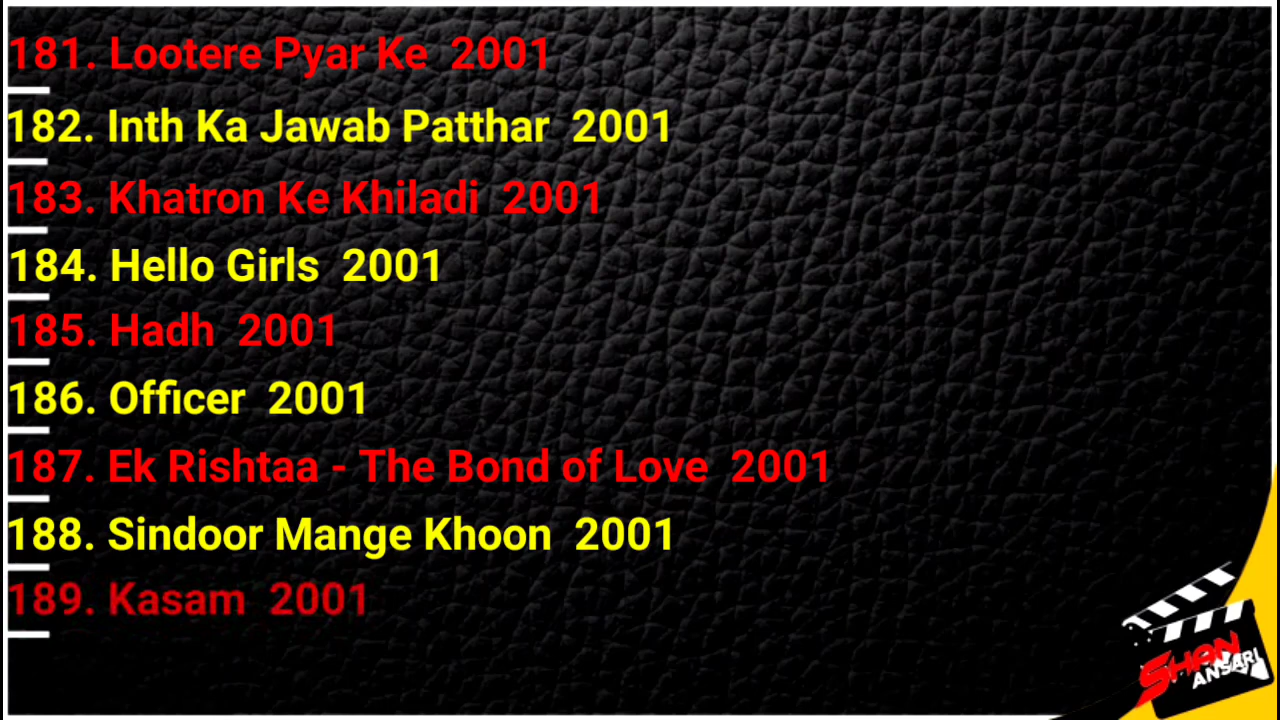 181. Lootere Pyar Ke 2001
182. Inth Ka Jawab Patthar 2001
183. Khatron Ke Khiladi 2001
184. Hello Girls 2001
185. Hadh 2001
186. Officer 2001
187. Ek Rishtaa - The Bond of Love 2001
188. Sindoor Mange Khoon 2001
189. Kasam 2001
SHAN
ANSARI